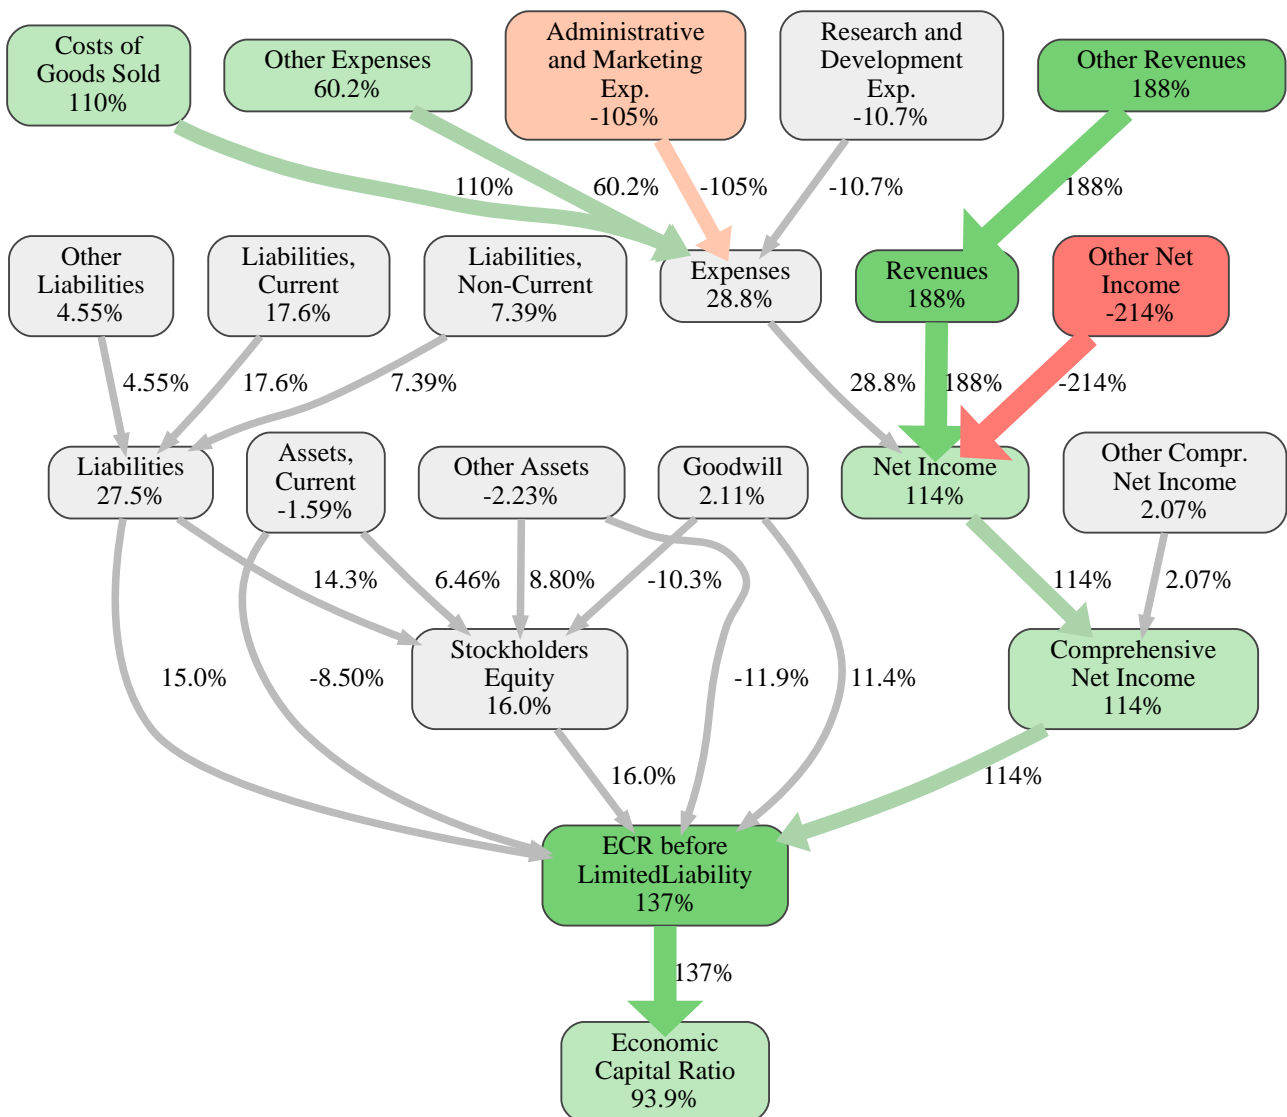 Costs of
Goods Sold
110%
Other Expenses
60.2%
Administrative
and Marketing
Exp.
-105%
Research and
Development
Exp.
-10.7%
Other Revenues
188%
110%
60.2%
-105%
-10.7%
188%
Other
Liabilities
4.55%
Liabilities,
Current
17.6%
Liabilities,
Non-Current
7.39%
Expenses
28.8%
Revenues
188%
Other Net
Income
-214%
4.55%
17.6%
7.39%
28.8%
188%
-214%
Liabilities
27.5%
Assets,
Current
-1.59%
Other Assets
-2.23%
Goodwill
2.11%
Net Income
114%
Other Compr.
Net Income
2.07%
14.3%
6.46%
8.80%
-10.3%
114%
2.07%
15.0%
-8.50%
Stockholders
Equity
16.0%
-11.9%
11.4%
Comprehensive
Net Income
114%
16.0%
114%
ECR before
LimitedLiability
137%
137%
Economic
Capital Ratio
93.9%